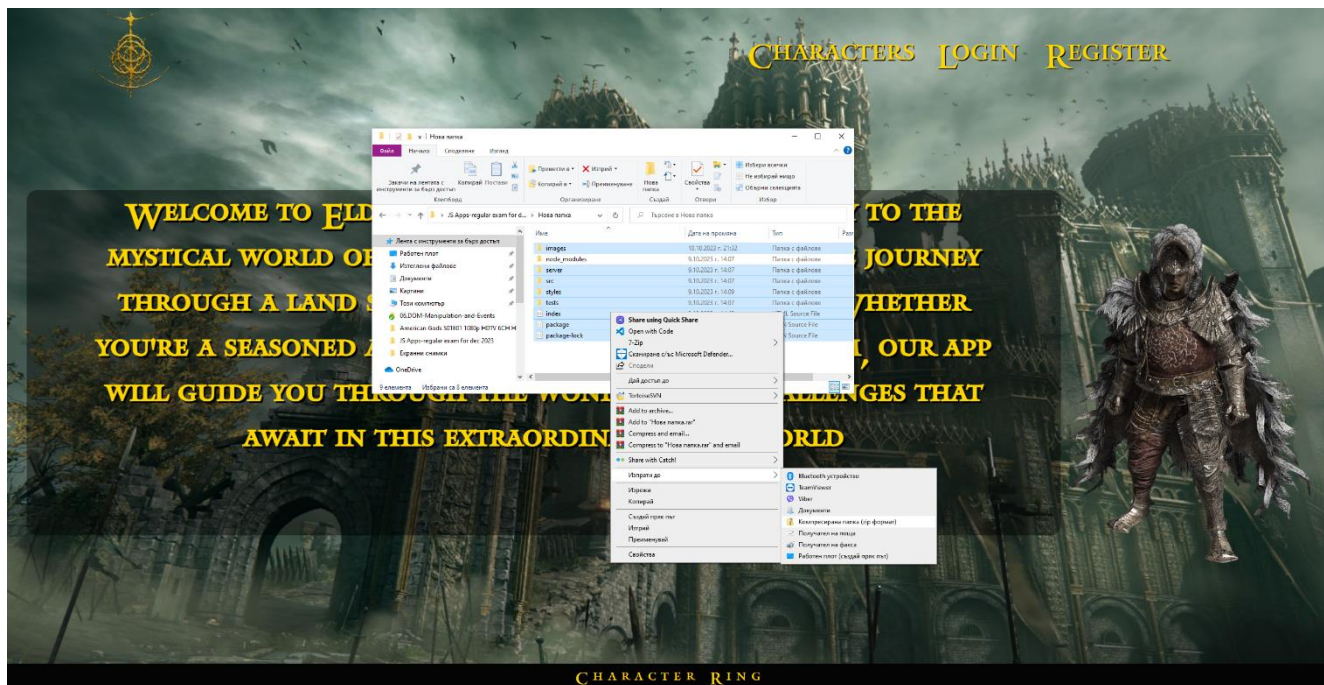 CHARACTERS LOGIN REGISTER
Нова папка
Файл Начало Споделяне Изглед
Закачи на лентата с инструменти за бърз достъп
Копирай Постави
Премести в Изтрий
Копирай в Преименуване
Нова папка
Свойства
Избери всички
Не избирай нищо
Обърни селекцията
Клипборд Организиране Създай Отвори Избор
JS Apps-regular exam for d... Нова папка
Търсене в Нова папка
Име Дата на промяна Тип
Лента с инструменти за бърз достъп
Работен плот
Изтеглени файлове
Документи
Картини
Този компютър
06.DOM-Manipulation-and-Events
American Gods S01E01 1080p HDTV 6CH H
JS Apps-regular exam for dec 2023
Екранни снимки
OneDrive
9 елемента Избрани са 8 елемента
images 10.10.2023 г. 21:32 Папка с файлове
node_modules 9.10.2023 г. 14:07 Папка с файлове
server 9.10.2023 г. 14:07 Папка с файлове
src 9.10.2023 г. 14:07 Папка с файлове
styles 9.10.2023 г. 14:09 Папка с файлове
tests 9.10.2023 г. 14:07 Папка с файлове
index Source File
package Source File
package-lock Source File
Share using Quick Share
Open with Code
7-Zip
Сканиране с/ъс Microsoft Defender...
Сподели
Дай достъп до
TortoiseSVN
Add to archive...
Add to "Нова папка.rar"
Compress and email...
Compress to "Нова папка.rar" and email
Share with Catch!
Изпрати до
Изрежи
Копирай
Създай пряк път
Изтрий
Преименувай
Свойства
Bluetooth устройство
TeamViewer
Viber
Документи
Компресирана папка (zip формат)
Получател на поща
Получател на факса
Работен плот (създай пряк път)
WELCOME TO TO THE
MYSTICAL WORLD JOURNEY
THROUGH A LAND
YOU'RE A SEASONED OUR APP
WILL GUIDE YOU THROUGH THE THAT
AWAIT IN THIS
CHARACTER RING